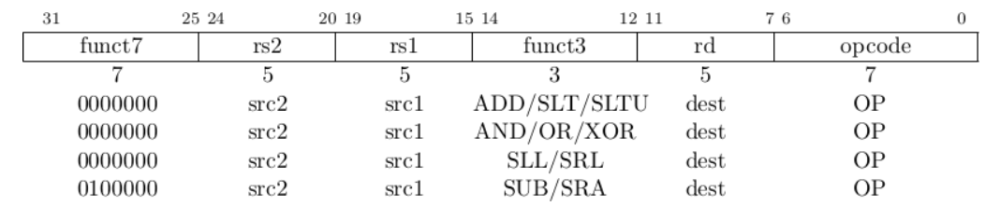 31 25 24 20 19 15 14 12 11 7 6 0
funct7 rs2 rs1 funct3 rd opcode
7 5 5 3 5 7
0000000 src2 src1 ADD/SLT/SLTU dest OP
0000000 src2 src1 AND/OR/XOR dest OP
0000000 src2 src1 SLL/SRL dest OP
0100000 src2 src1 SUB/SRA dest OP